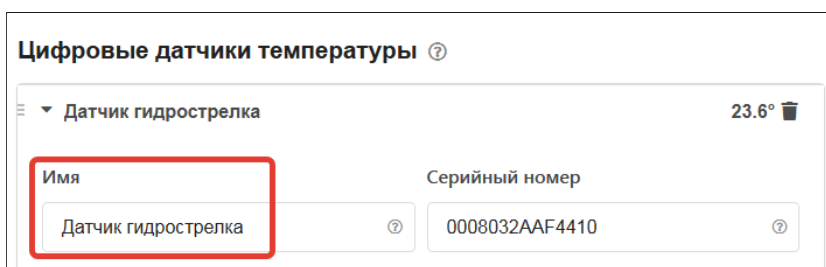 Цифровые датчики температуры
Датчик гидрострелка 23.6°
Имя Серийный номер
Датчик гидрострелка 0008032AAF4410